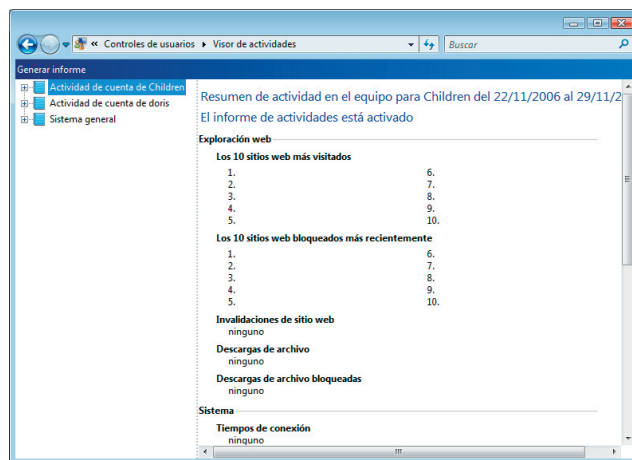 « Controles de usuarios ▸ Visor de actividades
Buscar
Generar informe
Actividad de cuenta de Children
Actividad de cuenta de doris
Sistema general
Resumen de actividad en el equipo para Children del 22/11/2006 al 29/11/2
El informe de actividades está activado
Exploración web
Los 10 sitios web más visitados
1. 6.
2. 7.
3. 8.
4. 9.
5. 10.
Los 10 sitios web bloqueados más recientemente
1. 6.
2. 7.
3. 8.
4. 9.
5. 10.
Invalidaciones de sitio web
ninguno
Descargas de archivo
ninguno
Descargas de archivo bloqueadas
ninguno
Sistema
Tiempos de conexión
ninguno